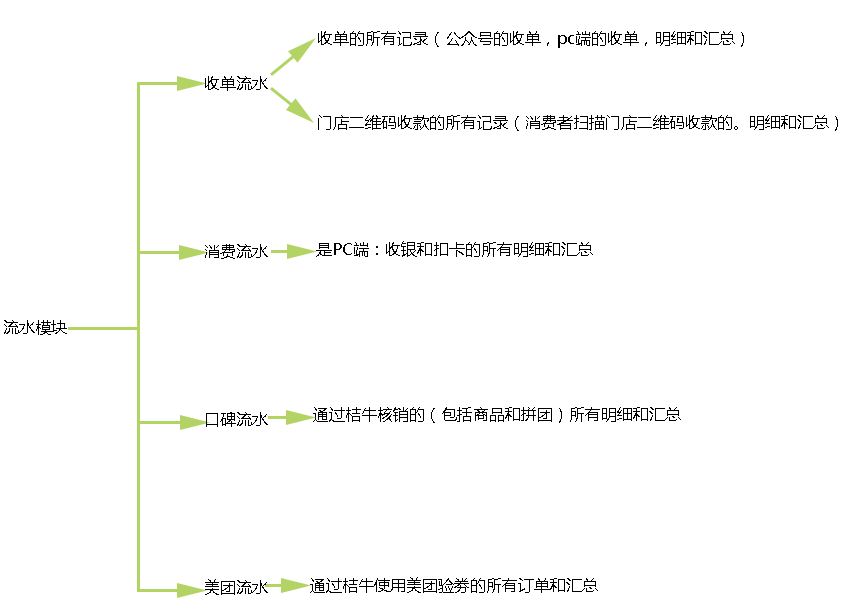 收单的所有记录（公众号的收单，pc端的收单，明细和汇总）
收单流水
门店二维码收款的所有记录（消费者扫描门店二维码收款的。明细和汇总）
消费流水
是PC端：收银和扣卡的所有明细和汇总
流水模块
口碑流水
通过桔牛核销的（包括商品和拼团）所有明细和汇总
美团流水
通过桔牛使用美团验劵的所有订单和汇总